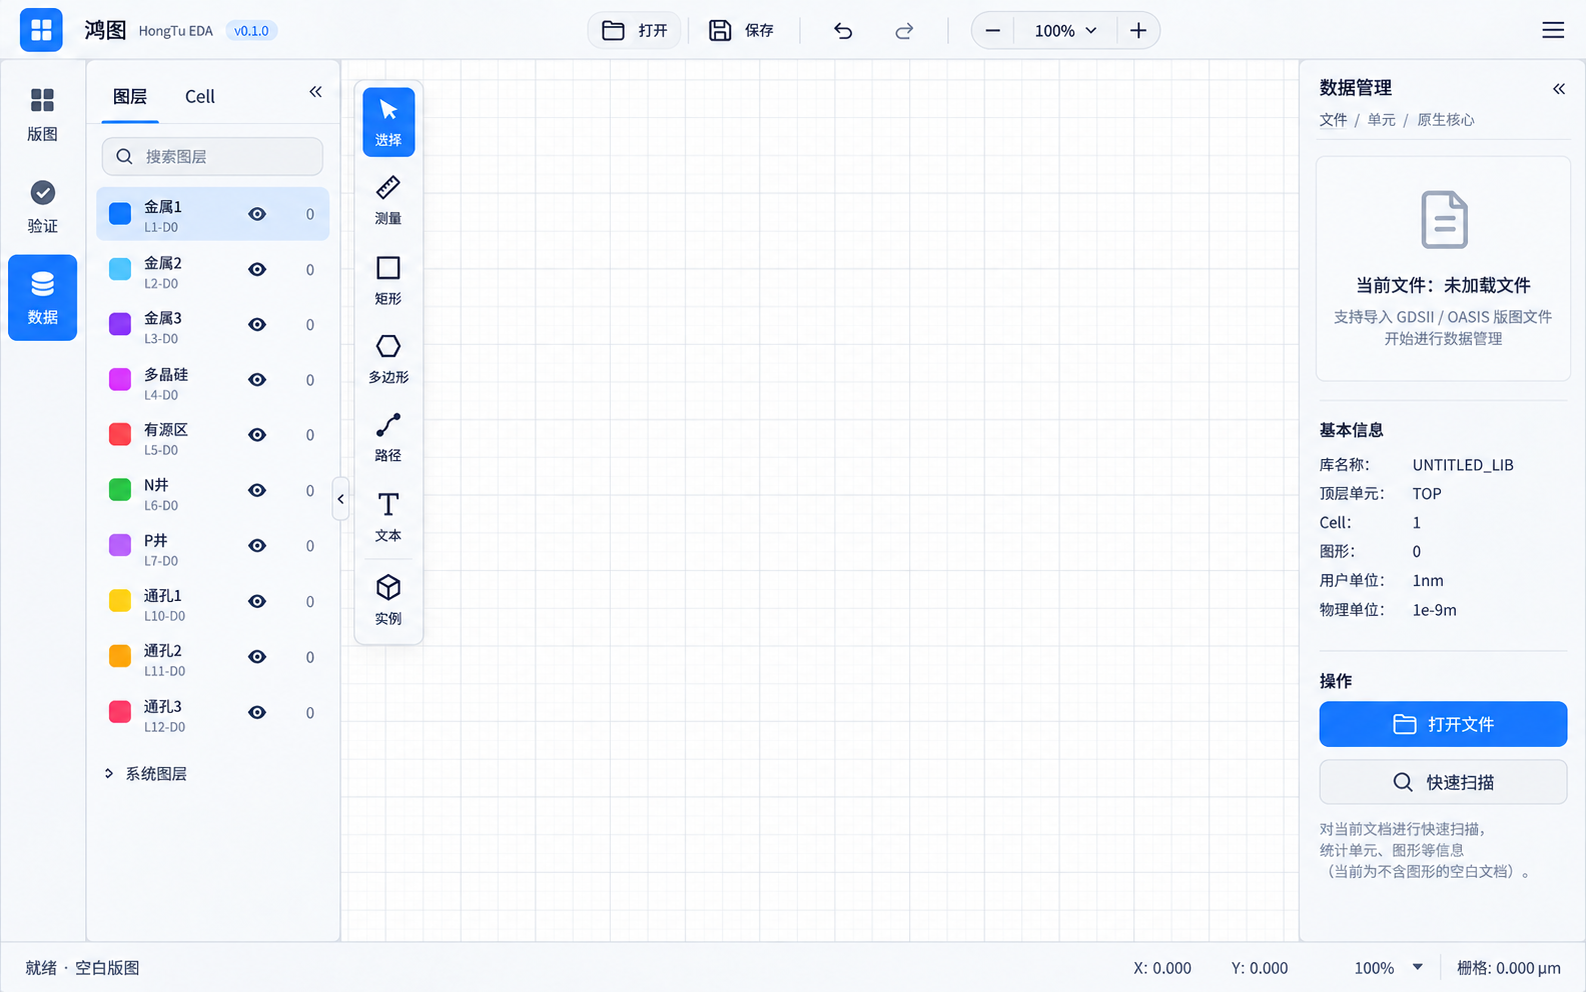 鸿图 HongTu EDA v0.1.0
打开
保存
100%
版图
验证
数据
图层 Cell
搜索图层
金属1 0
L1-D0
金属2 0
L2-D0
金属3 0
L3-D0
多晶硅 0
L4-D0
有源区 0
L5-D0
N井 0
L6-D0
P井 0
L7-D0
通孔1 0
L10-D0
通孔2 0
L11-D0
通孔3 0
L12-D0
系统图层
选择
测量
矩形
多边形
路径
文本
实例
数据管理
文件 / 单元 / 原生核心
当前文件：未加载文件
支持导入 GDSII / OASIS 版图文件
开始进行数据管理
基本信息
库名称： UNTITLED_LIB
顶层单元： TOP
Cell： 1
图形： 0
用户单位： 1nm
物理单位： 1e-9m
操作
打开文件
快速扫描
对当前文档进行快速扫描，
统计单元、图形等信息
（当前为不含图形的空白文档）。
就绪 · 空白版图
X: 0.000 Y: 0.000 100% 栅格: 0.000 μm